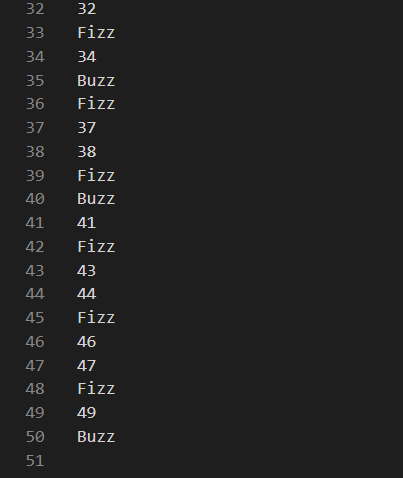 32 32
33 Fizz
34 34
35 Buzz
36 Fizz
37 37
38 38
39 Fizz
40 Buzz
41 41
42 Fizz
43 43
44 44
45 Fizz
46 46
47 47
48 Fizz
49 49
50 Buzz
51